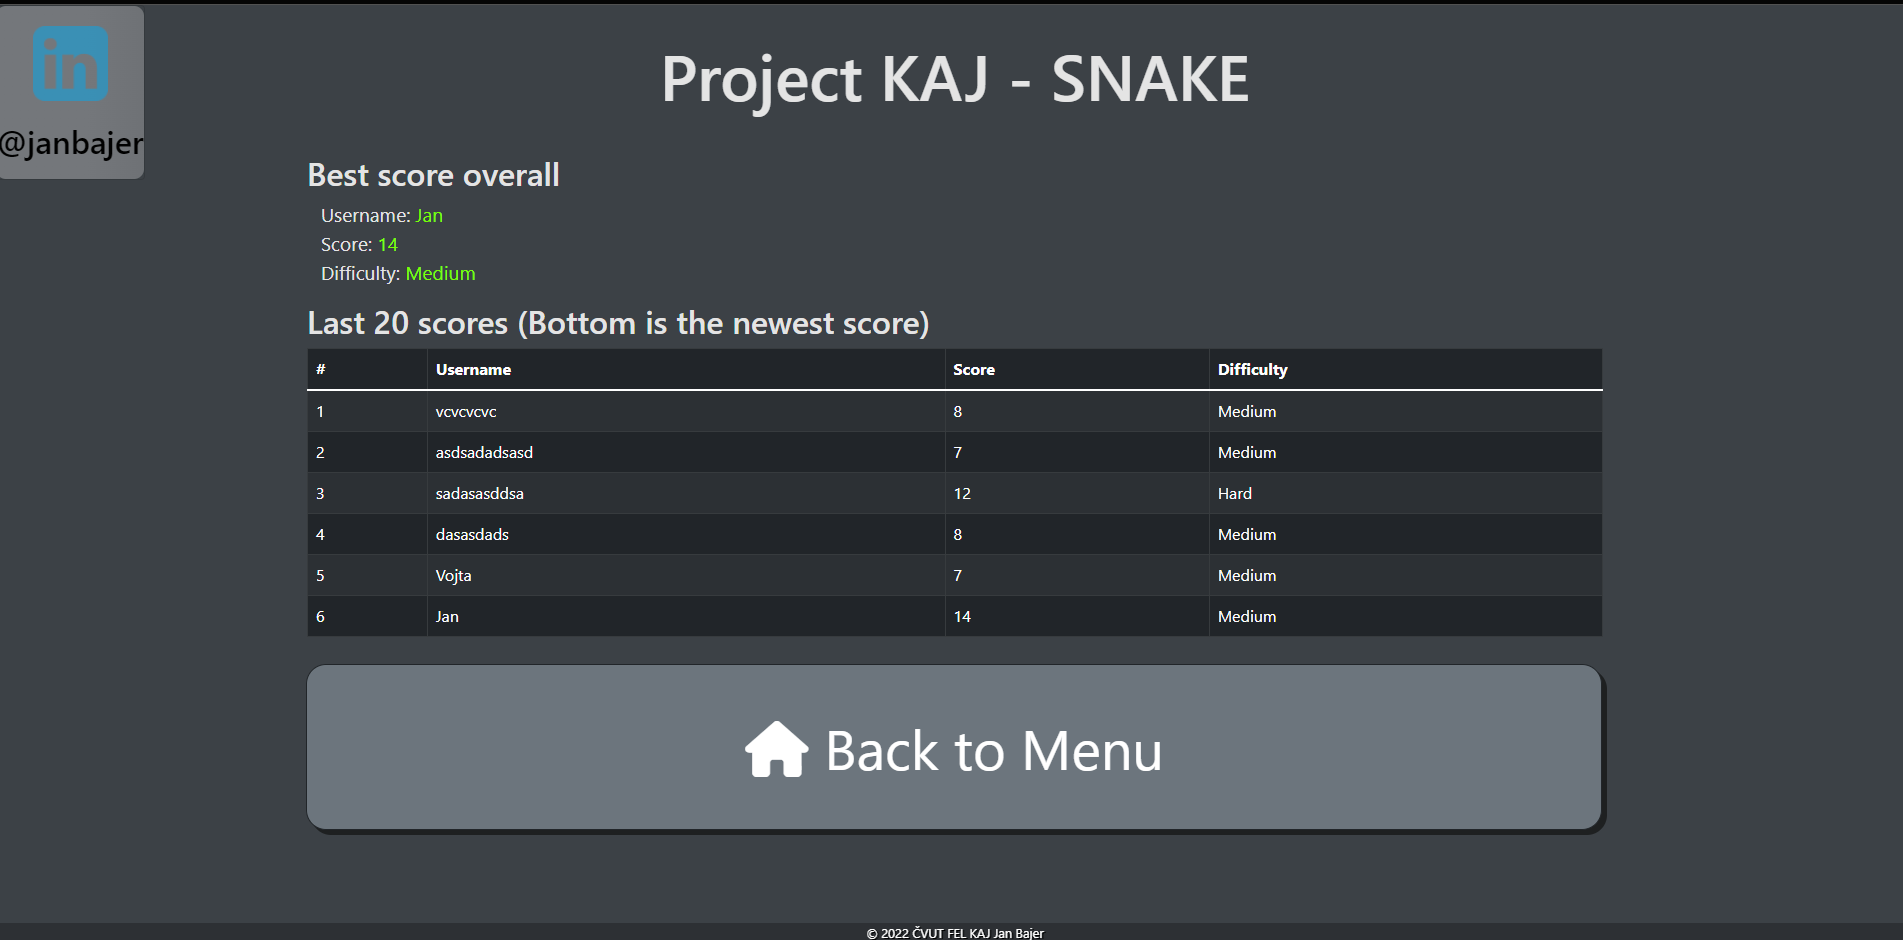 in
@janbajer
Project KAJ - SNAKE
Best score overall
Username: Jan
Score: 14
Difficulty: Medium
Last 20 scores (Bottom is the newest score)
# Username Score Difficulty
1 vcvcvcvc 8 Medium
2 asdsadadsasd 7 Medium
3 sadasasddsa 12 Hard
4 dasasdads 8 Medium
5 Vojta 7 Medium
6 Jan 14 Medium
Back to Menu
© 2022 ČVUT FEL KAJ Jan Bajer